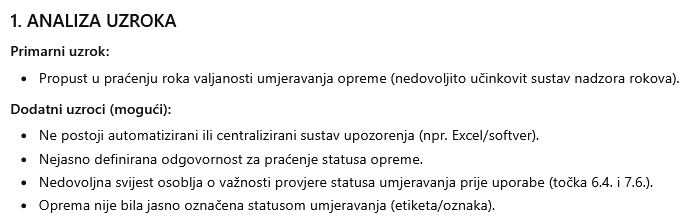 1. ANALIZA UZROKA
Primarni uzrok:
• Propust u praćenju roka valjanosti umjeravanja opreme (nedovoljito učinkovit sustav nadzora rokova).
Dodatni uzroci (mogući):
• Ne postoji automatizirani ili centralizirani sustav upozorenja (npr. Excel/softver).
• Nejasno definirana odgovornost za praćenje statusa opreme.
• Nedovoljna svijest osoblja o važnosti provjere statusa umjeravanja prije uporabe (točka 6.4. i 7.6.).
• Oprema nije bila jasno označena statusom umjeravanja (etiketa/oznaka).